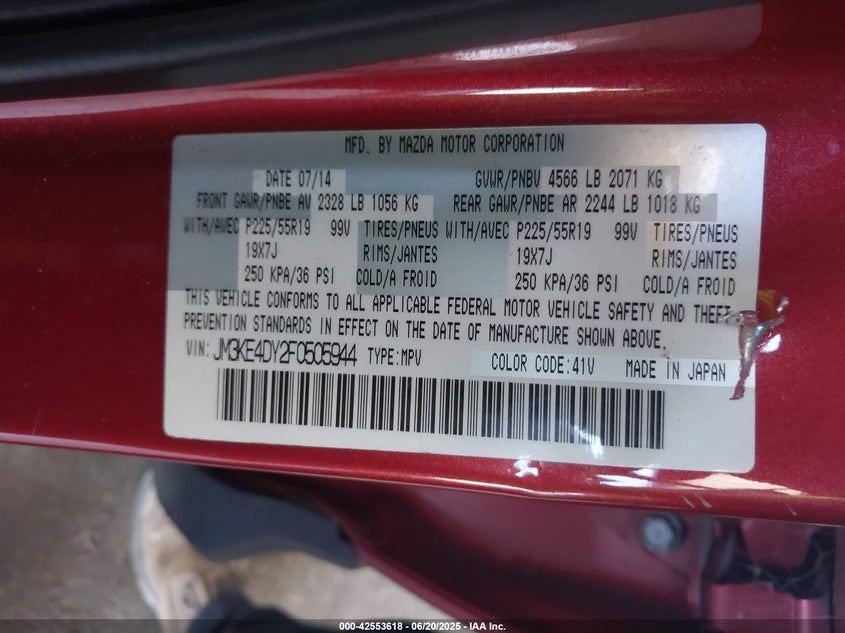 MFD. BY MAZDA MOTOR CORPORATION
DATE 07/14 GVWR/PNBV 4566 LB 2071 KG
FRONT GAWR/PNBE AV 2328 LB 1056 KG REAR GAWR/PNBE AR 2244 LB 1018 KG
WITH/AVEC P225/55R19 99V TIRES/PNEUS WITH/AVEC P225/55R19 99V TIRES/PNEUS
19X7J RIMS/JANTES 19X7J RIMS/JANTES
250 KPA/36 PSI COLD/A FROID 250 KPA/36 PSI COLD/A FROID
THIS VEHICLE CONFORMS TO ALL APPLICABLE FEDERAL MOTOR VEHICLE SAFETY AND THEFT
PREVENTION STANDARDS IN EFFECT ON THE DATE OF MANUFACTURE SHOWN ABOVE.
VIN: JM3KE4DY2F0505944 TYPE:MPV COLOR CODE:41V MADE IN JAPAN
000-42553618 - 06/20/2025 - IAA Inc.